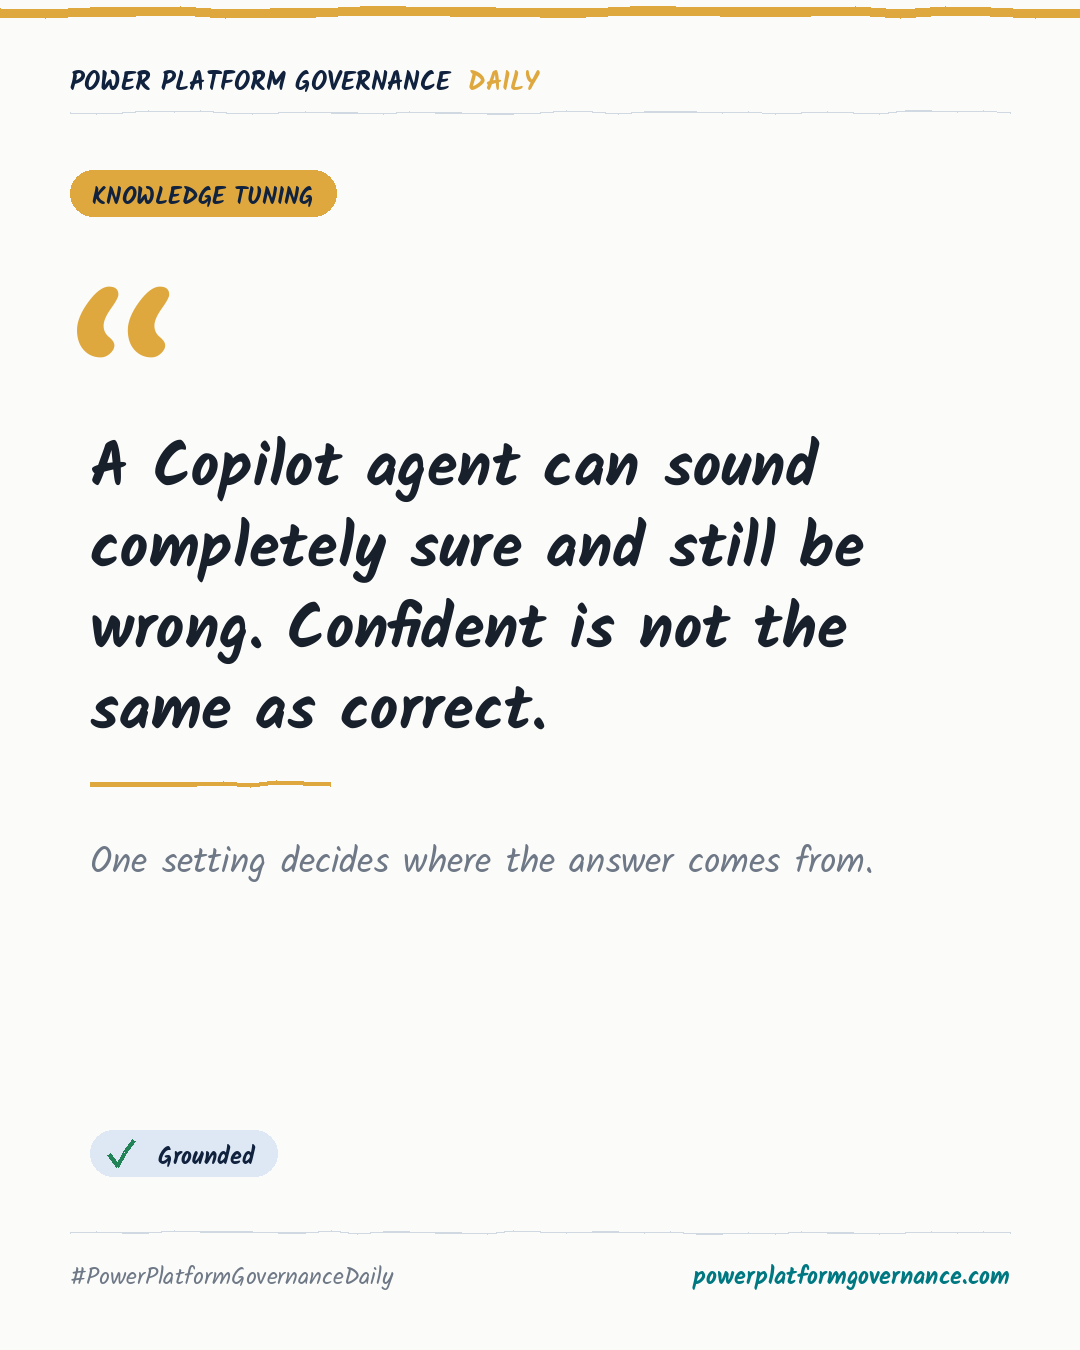 POWER PLATFORM GOVERNANCE DAILY
KNOWLEDGE TUNING
“
A Copilot agent can sound
completely sure and still be
wrong. Confident is not the
same as correct.
One setting decides where the answer comes from.
✓ Grounded
#PowerPlatformGovernanceDaily
powerplatformgovernance.com